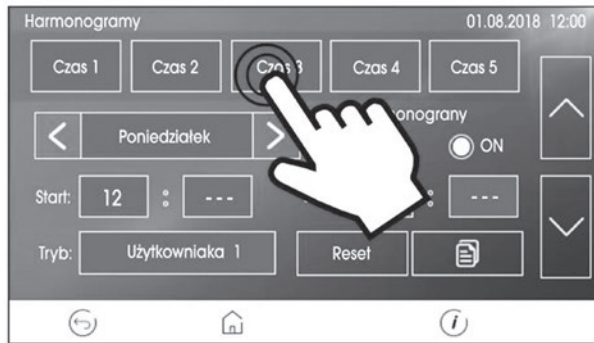 Harmonogramy 01.08.2018 12:00
Czas 1 Czas 2 Czas 3 Czas 4 Czas 5
Poniedziałek
ON
Start: 12 : --- : ---
Tryb: Użytkowniaka 1 Reset